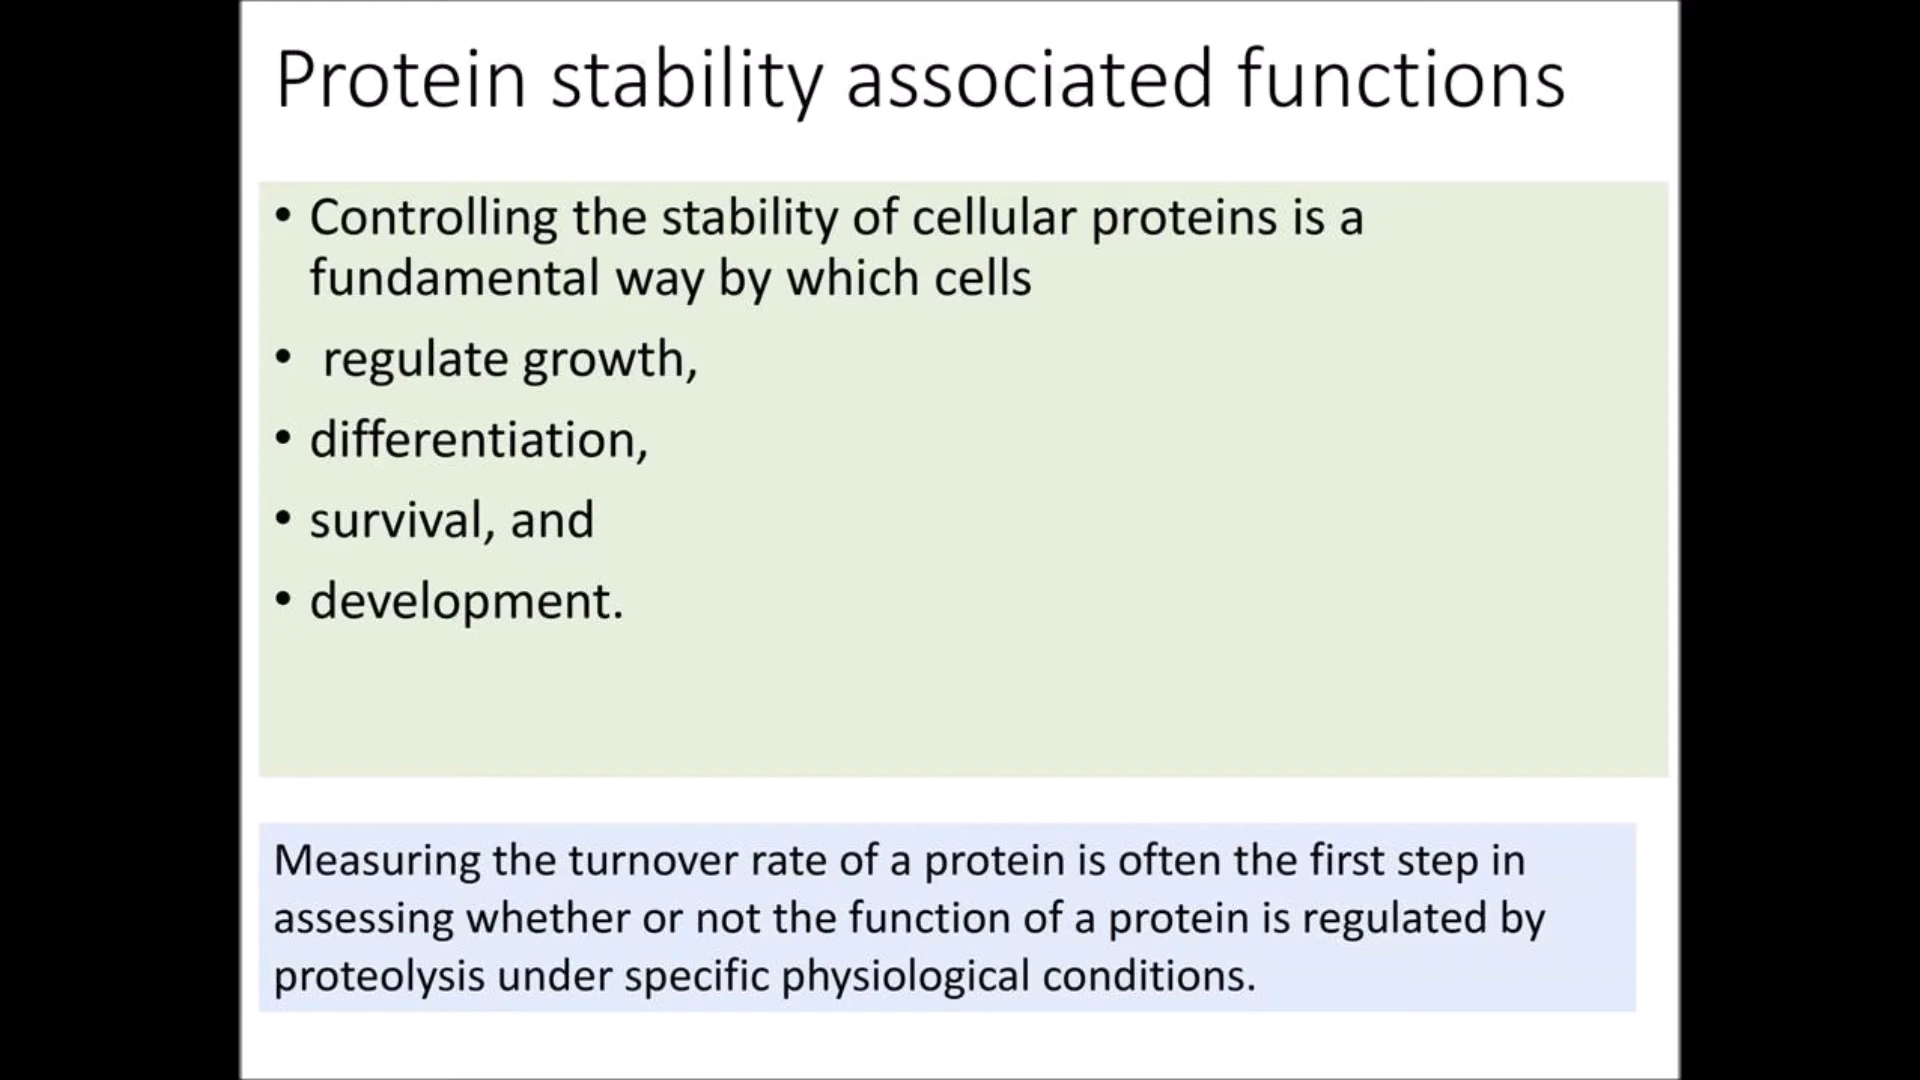 Protein stability associated functions
• Controlling the stability of cellular proteins is a
fundamental way by which cells
• regulate growth,
• differentiation,
• survival, and
• development.
Measuring the turnover rate of a protein is often the first step in
assessing whether or not the function of a protein is regulated by
proteolysis under specific physiological conditions.